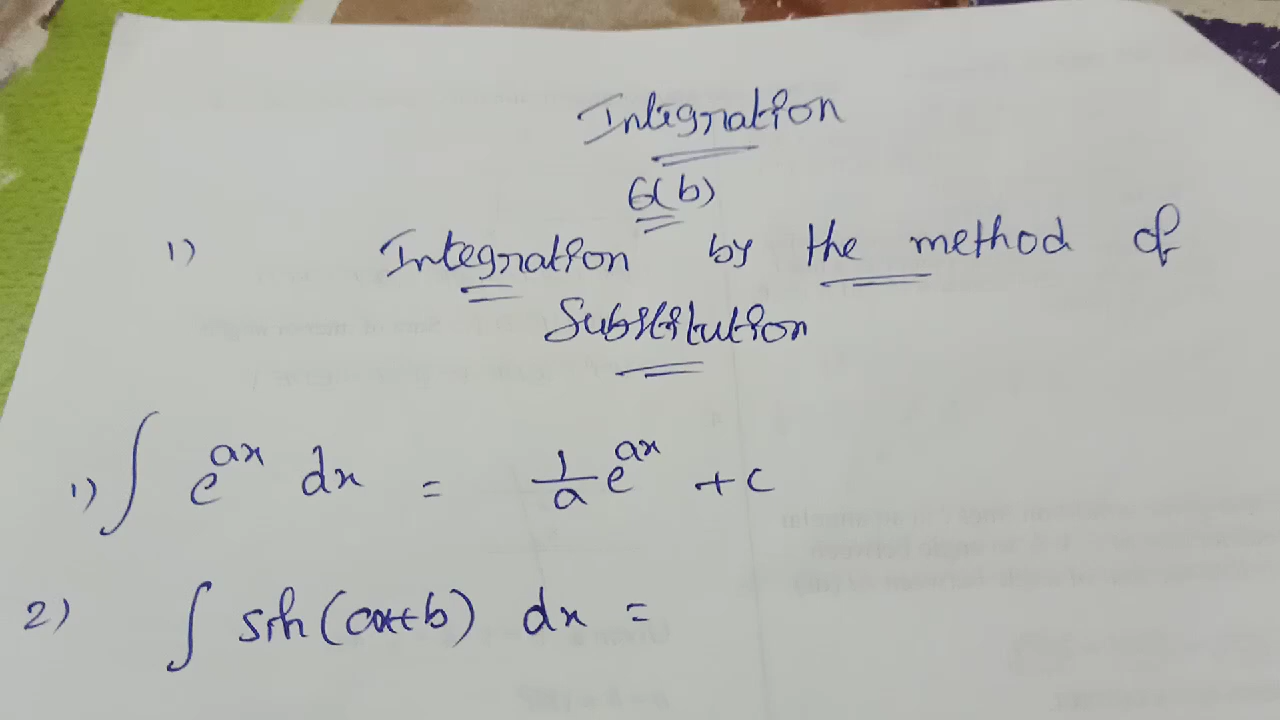 Integration
6(b)
1) Integration by the method of
Substitution
1) ∫ e^ax dx = 1/a e^ax + c
2) ∫ sin(ax+b) dx =